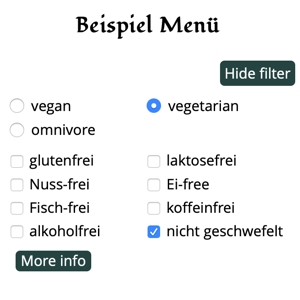 Beispiel Menü
Hide filter
vegan vegetarian
omnivore
glutenfrei laktosefrei
Nuss-frei Ei-free
Fisch-frei koffeinfrei
alkoholfrei nicht geschwefelt
More info